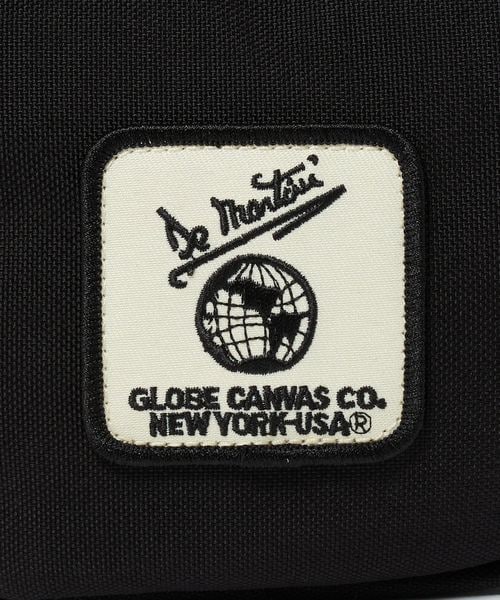 De Martini
GLOBE CANVAS CO.
NEW YORK-USA®